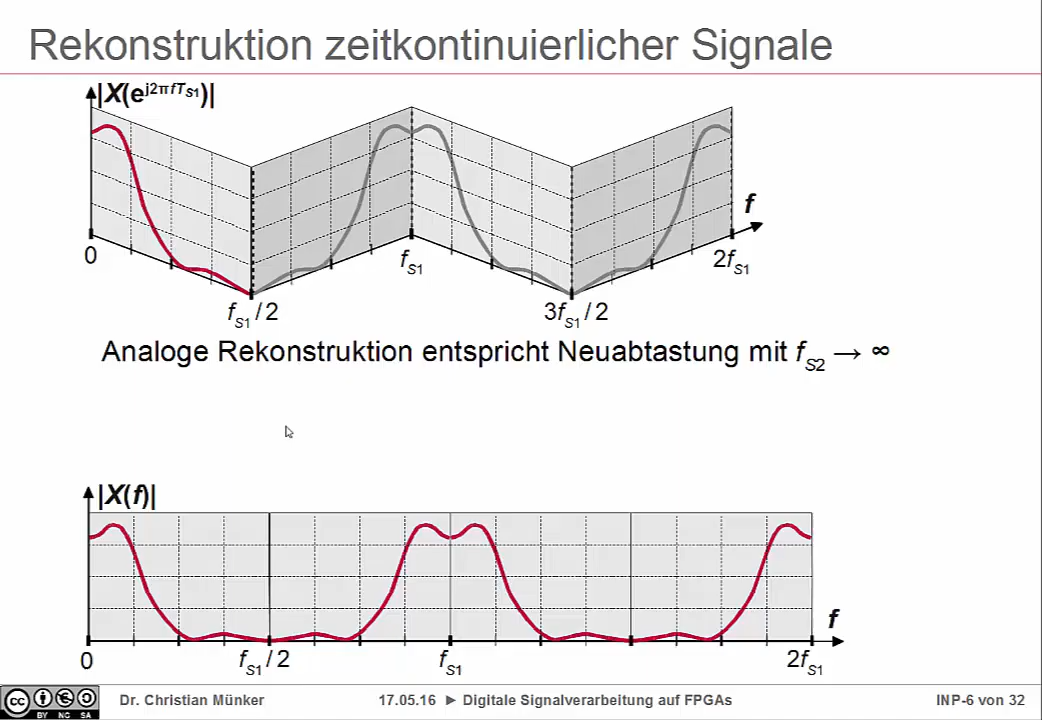 Rekonstruktion zeitkontinuierlicher Signale
|X(e^j2πfT_S1)|
f
0
f_S1
2f_S1
f_S1/2
3f_S1/2
Analoge Rekonstruktion entspricht Neuabtastung mit f_S2 → ∞
|X(f)|
f
0
f_S1/2
f_S1
2f_S1
cc BY NC SA
Dr. Christian Münker
17.05.16 ► Digitale Signalverarbeitung auf FPGAs
INP-6 von 32